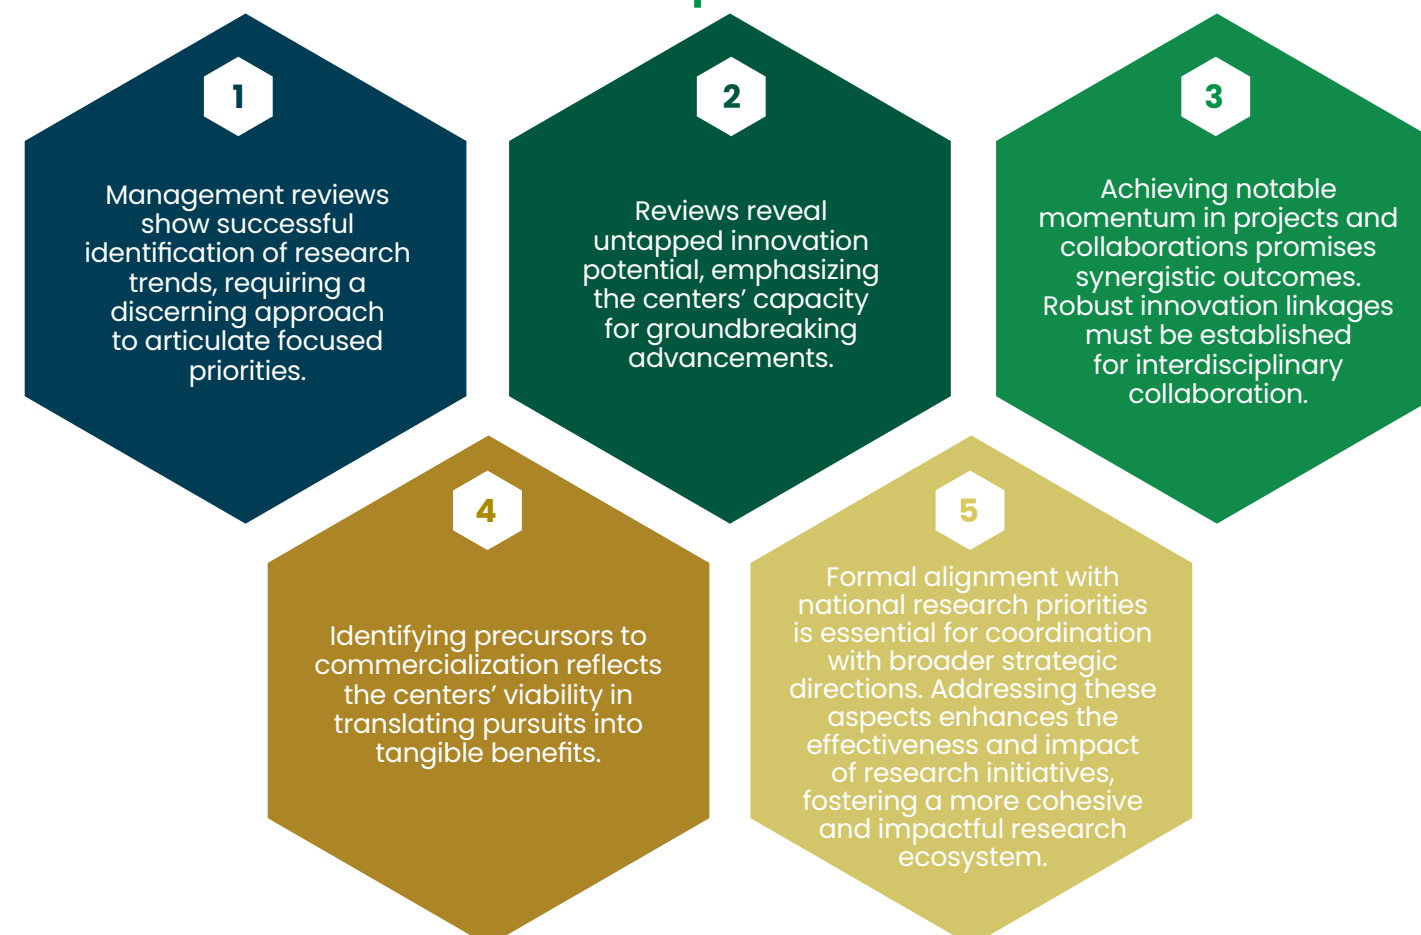 1
Management reviews
show successful
identification of research
trends, requiring a
discerning approach
to articulate focused
priorities.
2
Reviews reveal
untapped innovation
potential, emphasizing
the centers’ capacity
for groundbreaking
advancements.
3
Achieving notable
momentum in projects and
collaborations promises
synergistic outcomes.
Robust innovation linkages
must be established
for interdisciplinary
collaboration.
4
Identifying precursors to
commercialization reflects
the centers’ viability in
translating pursuits into
tangible benefits.
5
Formal alignment with
national research priorities
is essential for coordination
with broader strategic
directions. Addressing these
aspects enhances the
effectiveness and impact
of research initiatives,
fostering a more cohesive
and impactful research
ecosystem.